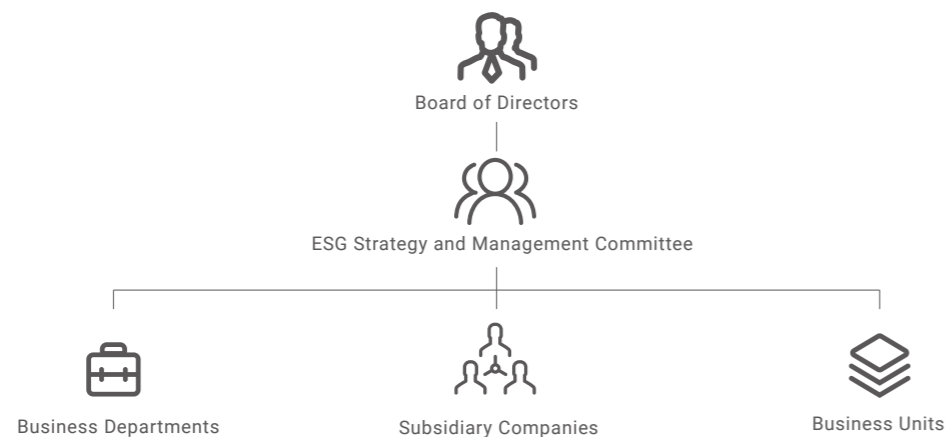 Board of Directors
ESG Strategy and Management Committee
Business Departments
Subsidiary Companies
Business Units